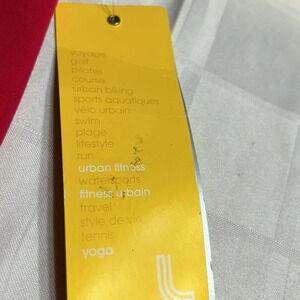 voyage
golf
pilates
course
urban biking
sports aquatiques
vélo urbain
swim
plage
lifestyle
run
urban fitness
watersports
fitness urbain
travel
style de vie
tennis
yoga